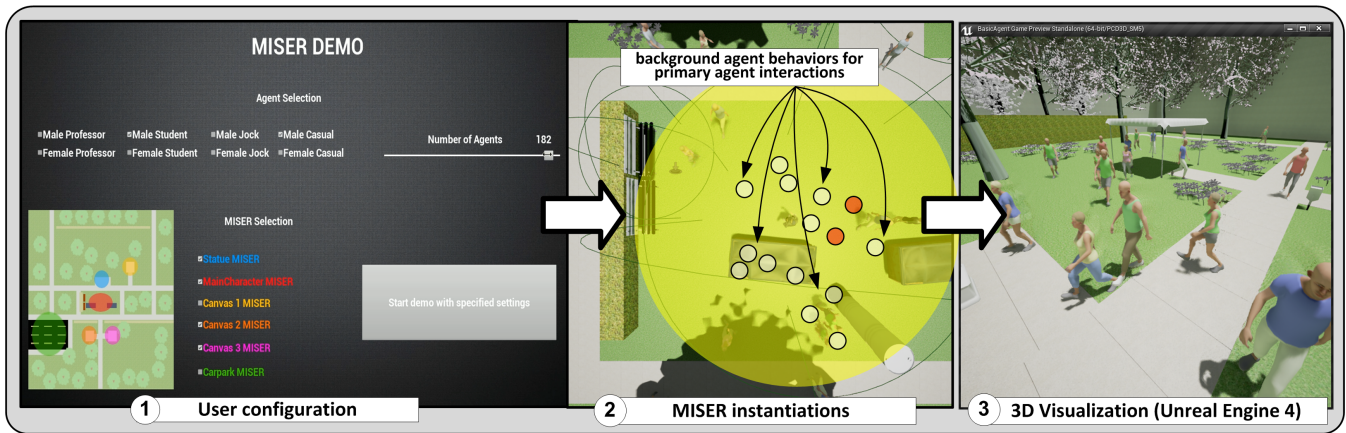 MISER DEMO
Agent Selection
Male Professor Male Student Male Jock Male Casual
Female Professor Female Student Female Jock Female Casual
Number of Agents 182
MISER Selection
Statue MISER
MainCharacter MISER
Canvas 1 MISER
Canvas 2 MISER
Canvas 3 MISER
Carpark MISER
Start demo with specified settings
1 User configuration
background agent behaviors for
primary agent interactions
2 MISER instantiations
BasicAgent Game Preview Standalone (64-bit/PCD3D_SM5)
3 3D Visualization (Unreal Engine 4)